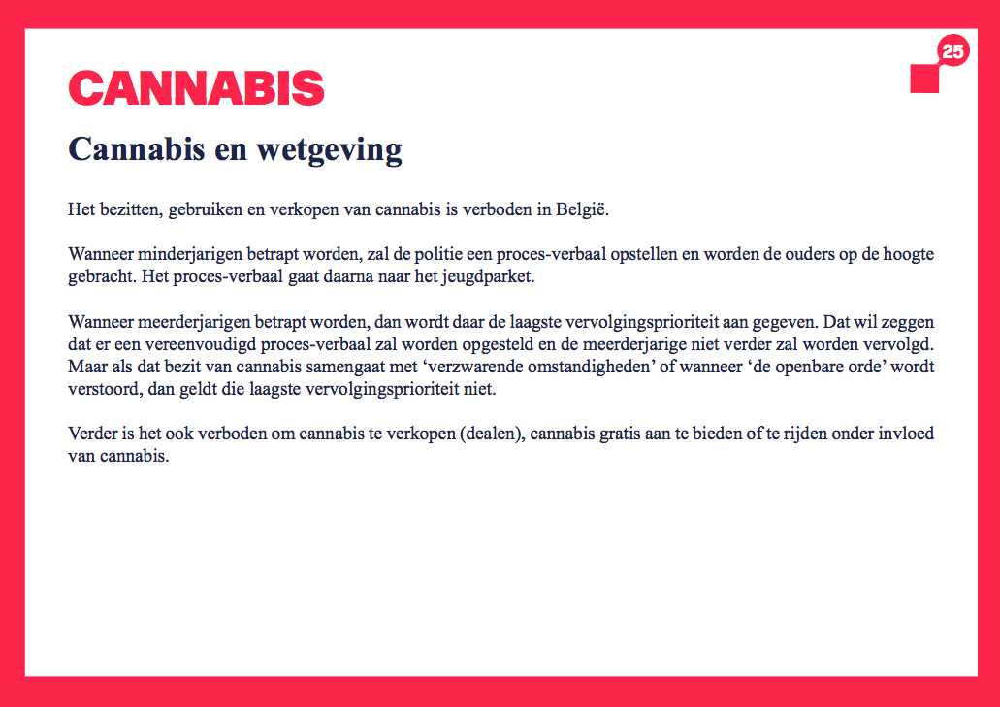 25
CANNABIS
Cannabis en wetgeving
Het bezitten, gebruiken en verkopen van cannabis is verboden in België.
Wanneer minderjarigen betrapt worden, zal de politie een proces-verbaal opstellen en worden de ouders op de hoogte
gebracht. Het proces-verbaal gaat daarna naar het jeugdparket.
Wanneer meerderjarigen betrapt worden, dan wordt daar de laagste vervolgingsprioriteit aan gegeven. Dat wil zeggen
dat er een vereenvoudigd proces-verbaal zal worden opgesteld en de meerderjarige niet verder zal worden vervolgd.
Maar als dat bezit van cannabis samengaat met ‘verzwarende omstandigheden’ of wanneer ‘de openbare orde’ wordt
verstoord, dan geldt die laagste vervolgingsprioriteit niet.
Verder is het ook verboden om cannabis te verkopen (dealen), cannabis gratis aan te bieden of te rijden onder invloed
van cannabis.